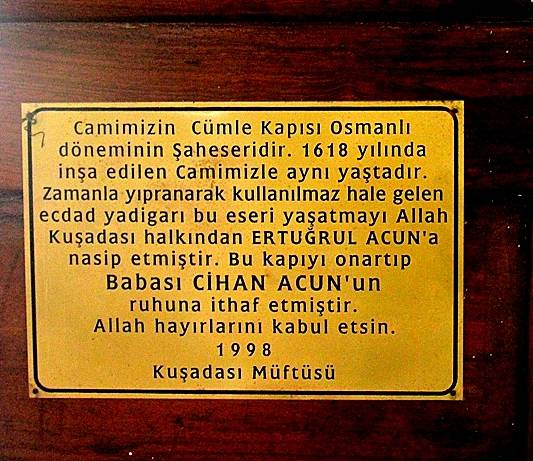 Camimizin Cümle Kapısı Osmanlı
döneminin Şaheseridir. 1618 yılında
inşa edilen Camimizle aynı yaştadır.
Zamanla yıpranarak kullanılmaz hale gelen
ecdad yadigarı bu eseri yaşatmayı Allah
Kuşadası halkından ERTUĞRUL ACUN'a
nasip etmiştir. Bu kapıyı onartıp
Babası CİHAN ACUN'un
ruhuna ithaf etmiştir.
Allah hayırlarını kabul etsin.
1998
Kuşadası Müftüsü